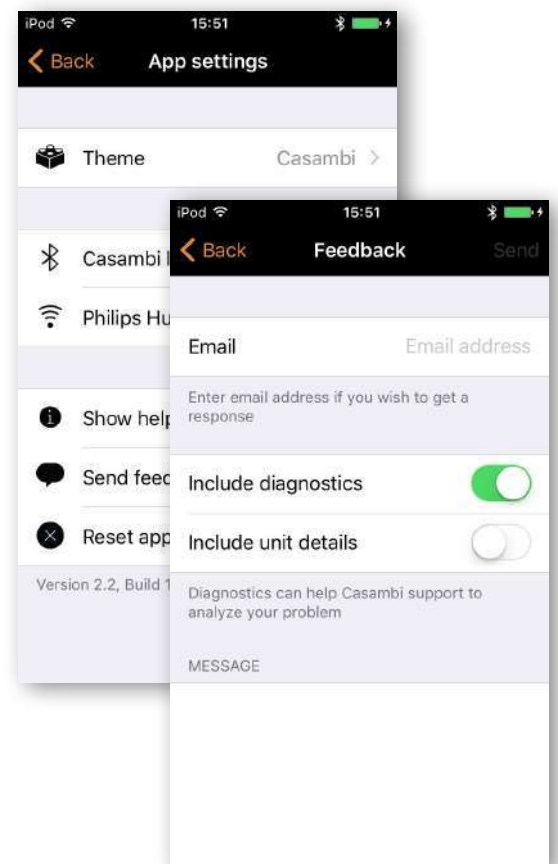 iPod 15:51
Back App settings
Theme Casambi
Casambi
Philips Hu
Show help
Send feed
Reset app
Version 2.2, Build 1
iPod 15:51
Back Feedback Send
Email Email address
Enter email address if you wish to get a
response
Include diagnostics
Include unit details
Diagnostics can help Casambi support to
analyze your problem
MESSAGE